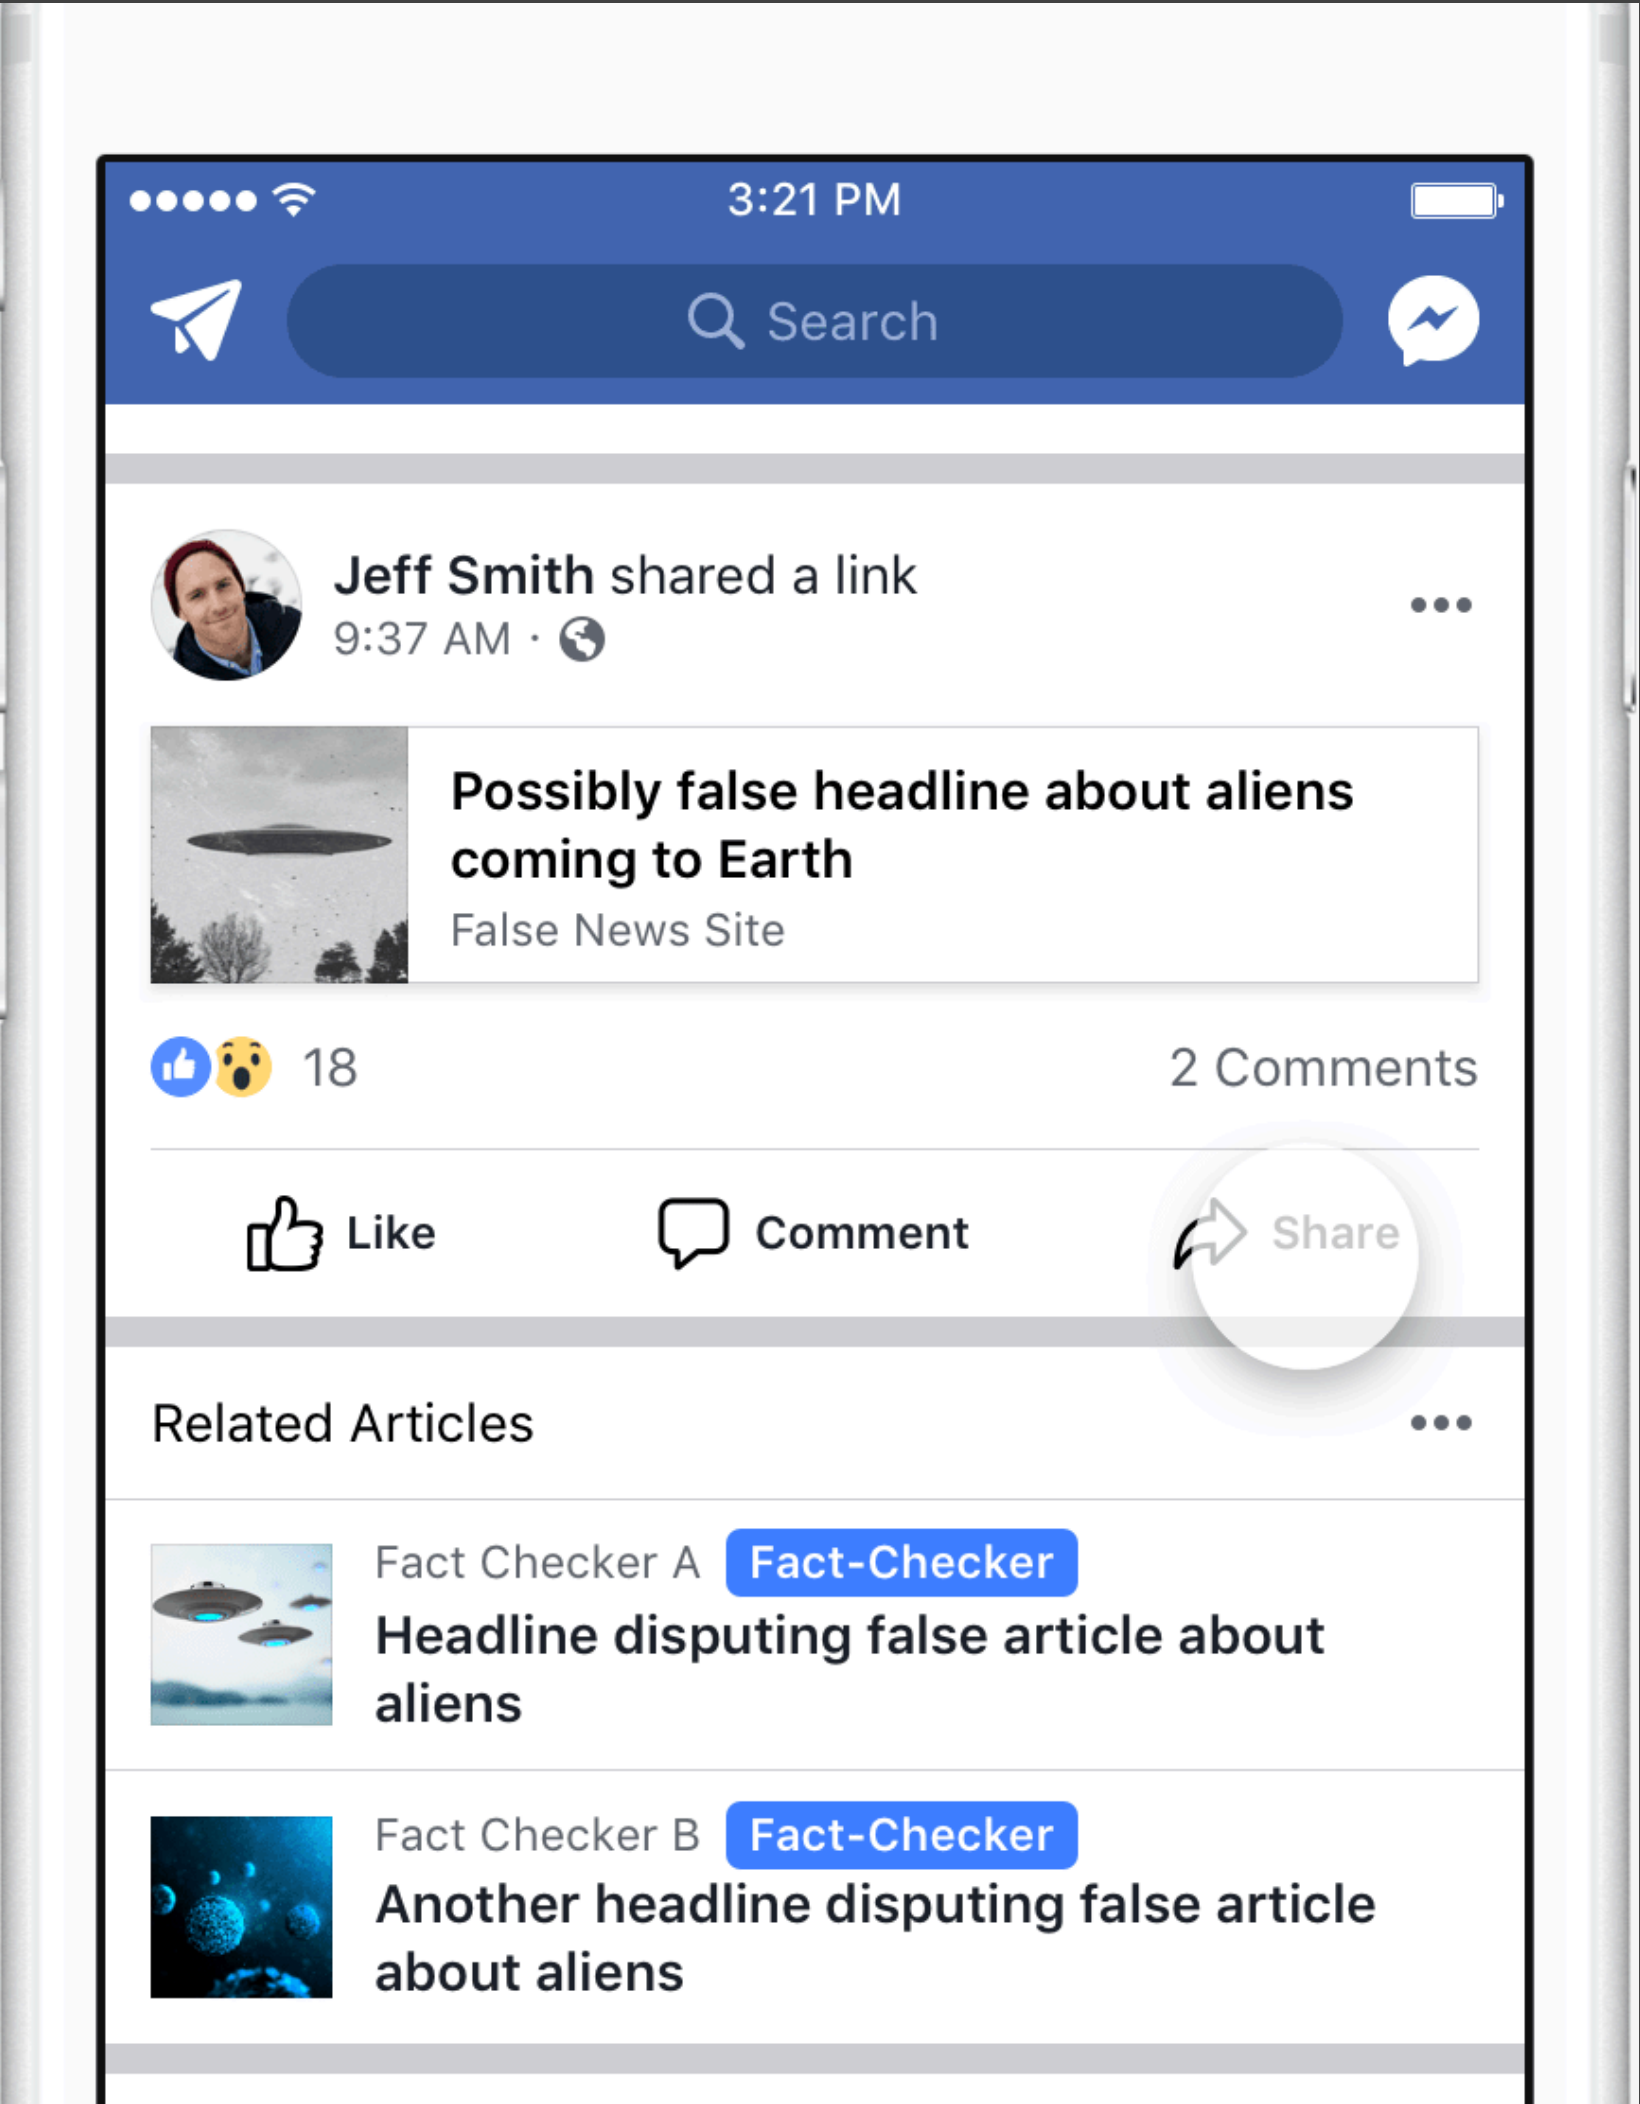 3:21 PM
Search
Jeff Smith shared a link
9:37 AM ·
Possibly false headline about aliens
coming to Earth
False News Site
18
2 Comments
Like
Comment
Share
Related Articles
Fact Checker A Fact-Checker
Headline disputing false article about
aliens
Fact Checker B Fact-Checker
Another headline disputing false article
about aliens